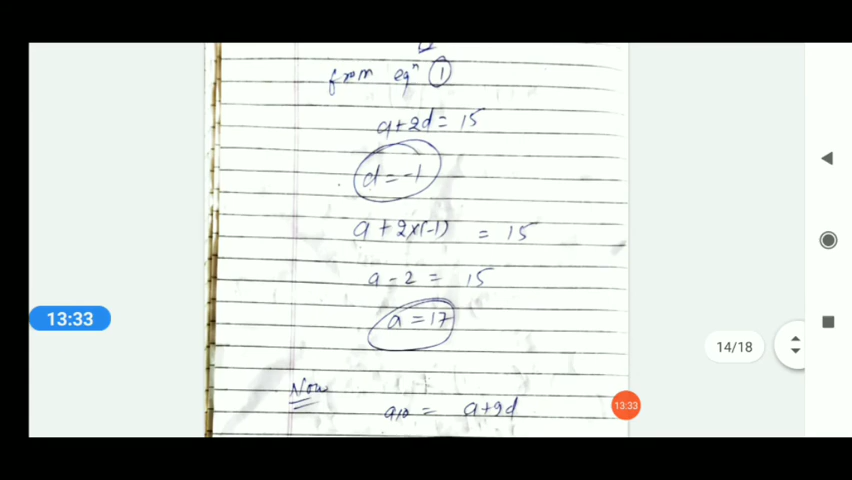 from eqⁿ ①
a+2d = 15
d = -1
a + 2×(-1) = 15
a - 2 = 15
a = 17
Now
a₁₀ = a+9d
13:33
14/18
13:33